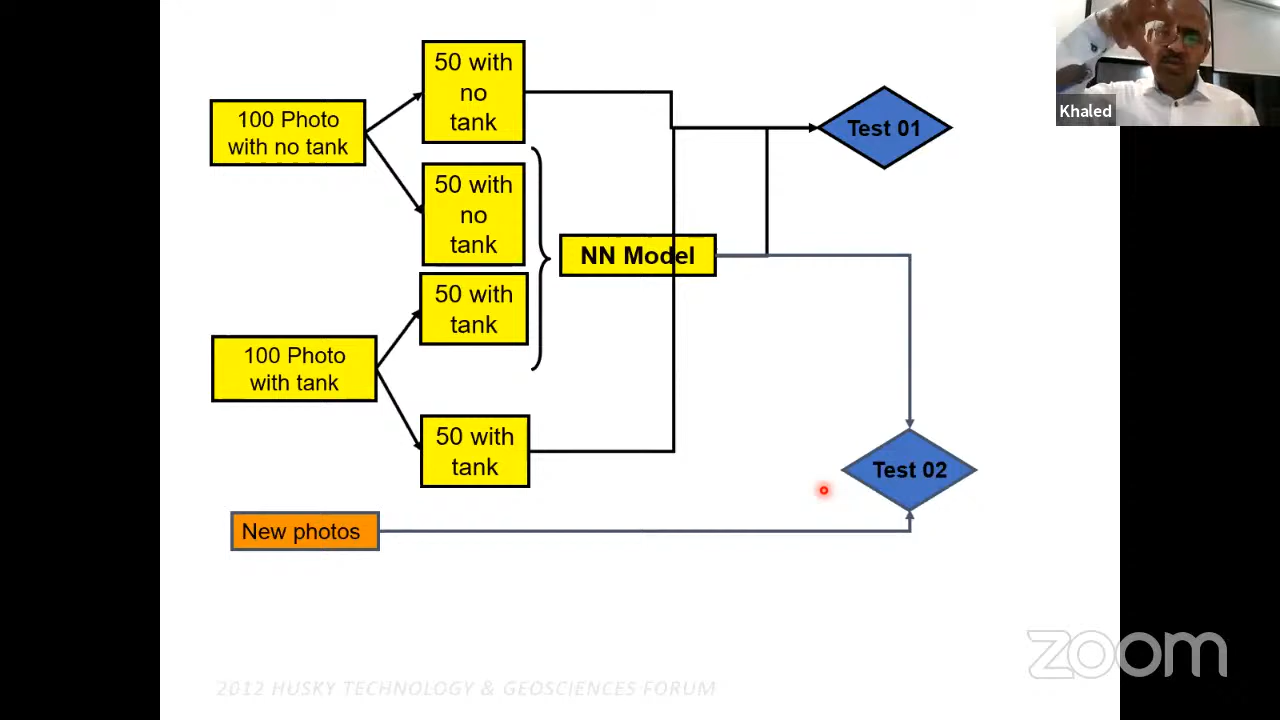 50 with
no
tank
100 Photo
with no tank
Test 01
Khaled
50 with
no
tank
NN Model
50 with
tank
100 Photo
with tank
50 with
tank
Test 02
New photos
zoom
2012 HUSKY TECHNOLOGY & GEOSCIENCES FORUM